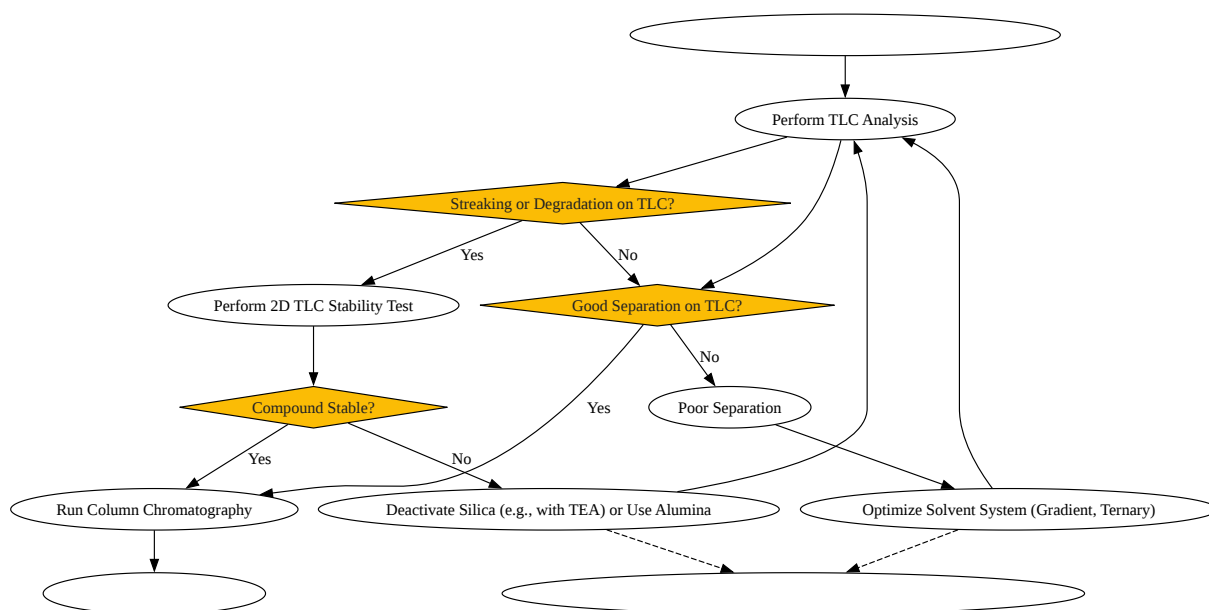 Perform TLC Analysis
Streaking or Degradation on TLC?
Yes
No
Perform 2D TLC Stability Test
Good Separation on TLC?
No
Compound Stable?
Yes
Poor Separation
Yes
No
Run Column Chromatography
Deactivate Silica (e.g., with TEA) or Use Alumina
Optimize Solvent System (Gradient, Ternary)